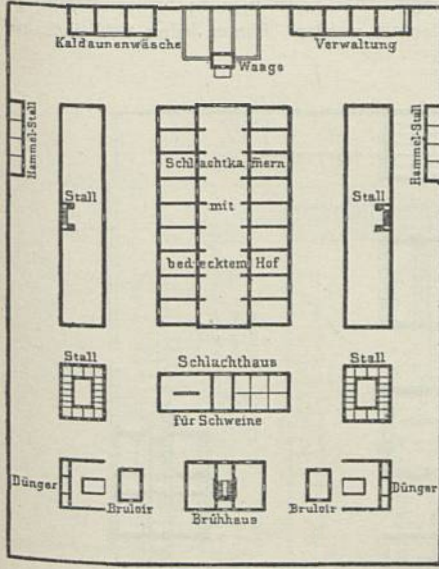 Kaldaunenwäsche
Verwaltung
Waage
Hammel-Stall
Hammel-Stall
Schlachtkammern
Stall
Stall
mit
bedecktem Hof
Stall
Schlachthaus
Stall
für Schweine
Dünger
Dünger
Bruloir
Bruloir
Brühhaus